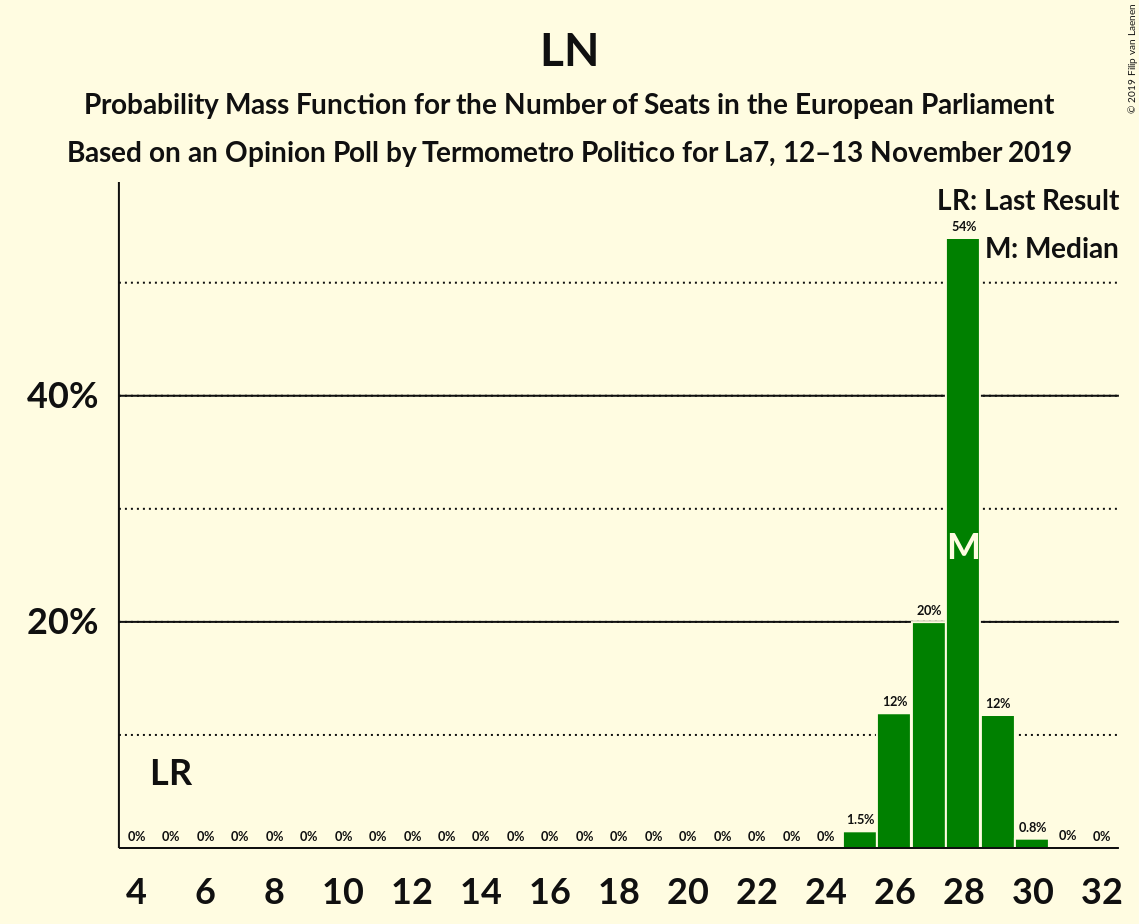 LN
Probability Mass Function for the Number of Seats in the European Parliament
Based on an Opinion Poll by Termometro Politico for La7, 12–13 November 2019
© 2019 Filip van Laenen
LR: Last Result
M: Median
54%
40%
M
20%
20%
12%
12%
LR
0% 0% 0% 0% 0% 0% 0% 0% 0% 0% 0% 0% 0% 0% 0% 0% 0% 0% 0% 0% 0% 1.5% 0.8% 0% 0%
4 6 8 10 12 14 16 18 20 22 24 26 28 30 32